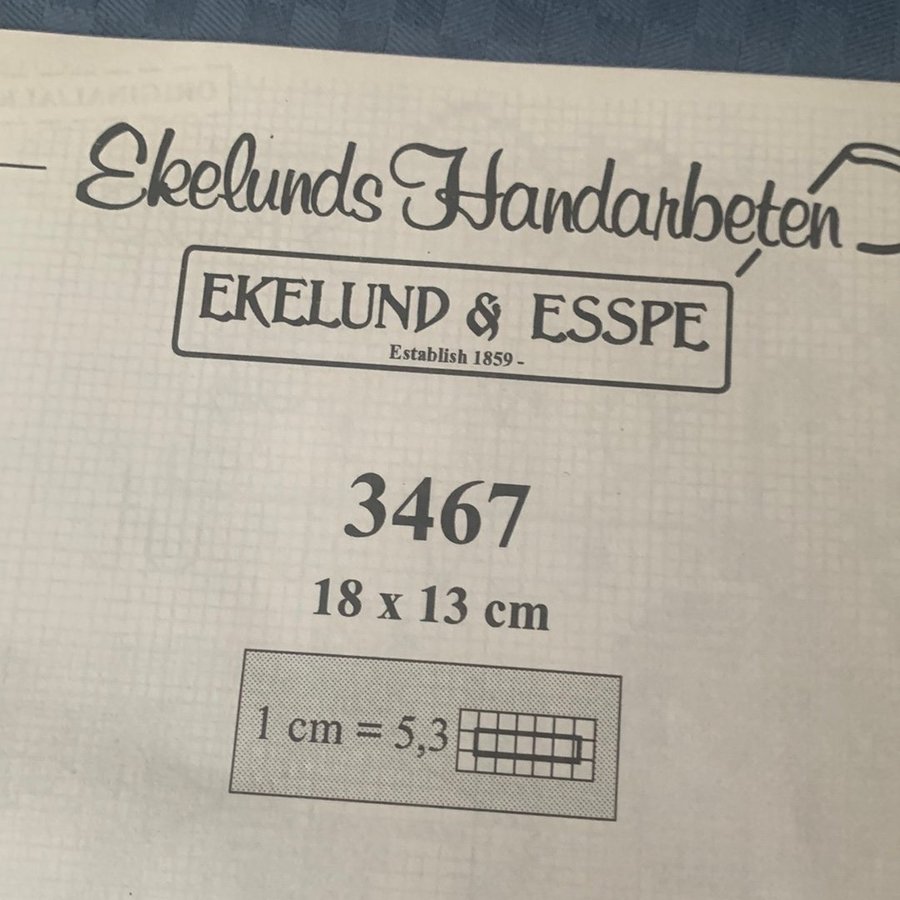 Ekelunds Handarbeten
EKELUND & ESSPE
Establish 1859 -
3467
18 x 13 cm
1 cm = 5,3